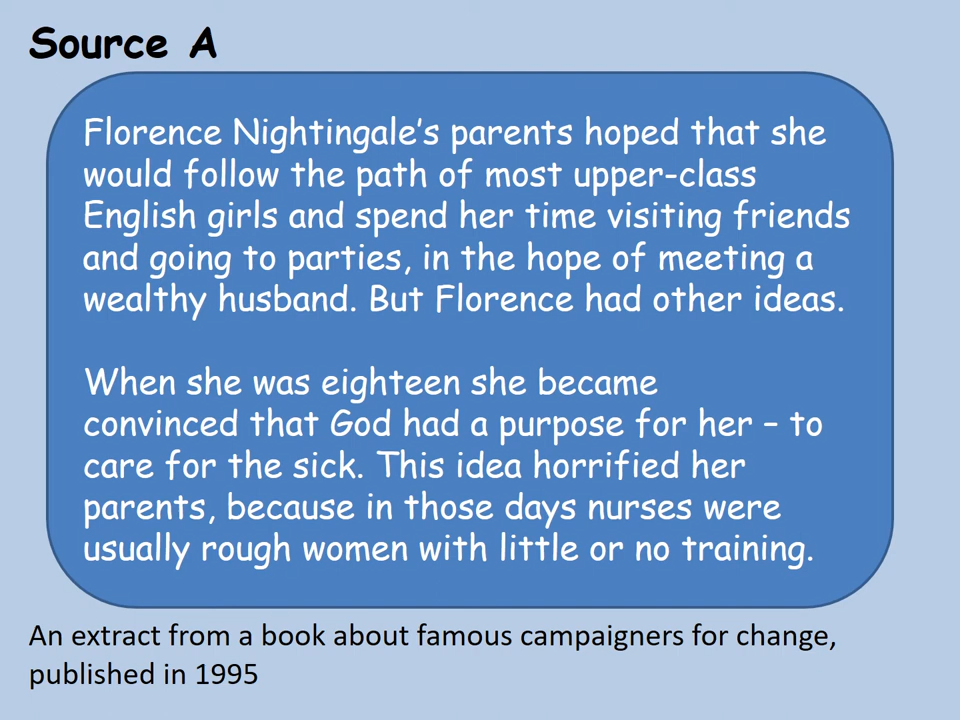 Source A
Florence Nightingale's parents hoped that she
would follow the path of most upper-class
English girls and spend her time visiting friends
and going to parties, in the hope of meeting a
wealthy husband. But Florence had other ideas.
When she was eighteen she became
convinced that God had a purpose for her – to
care for the sick. This idea horrified her
parents, because in those days nurses were
usually rough women with little or no training.
An extract from a book about famous campaigners for change,
published in 1995